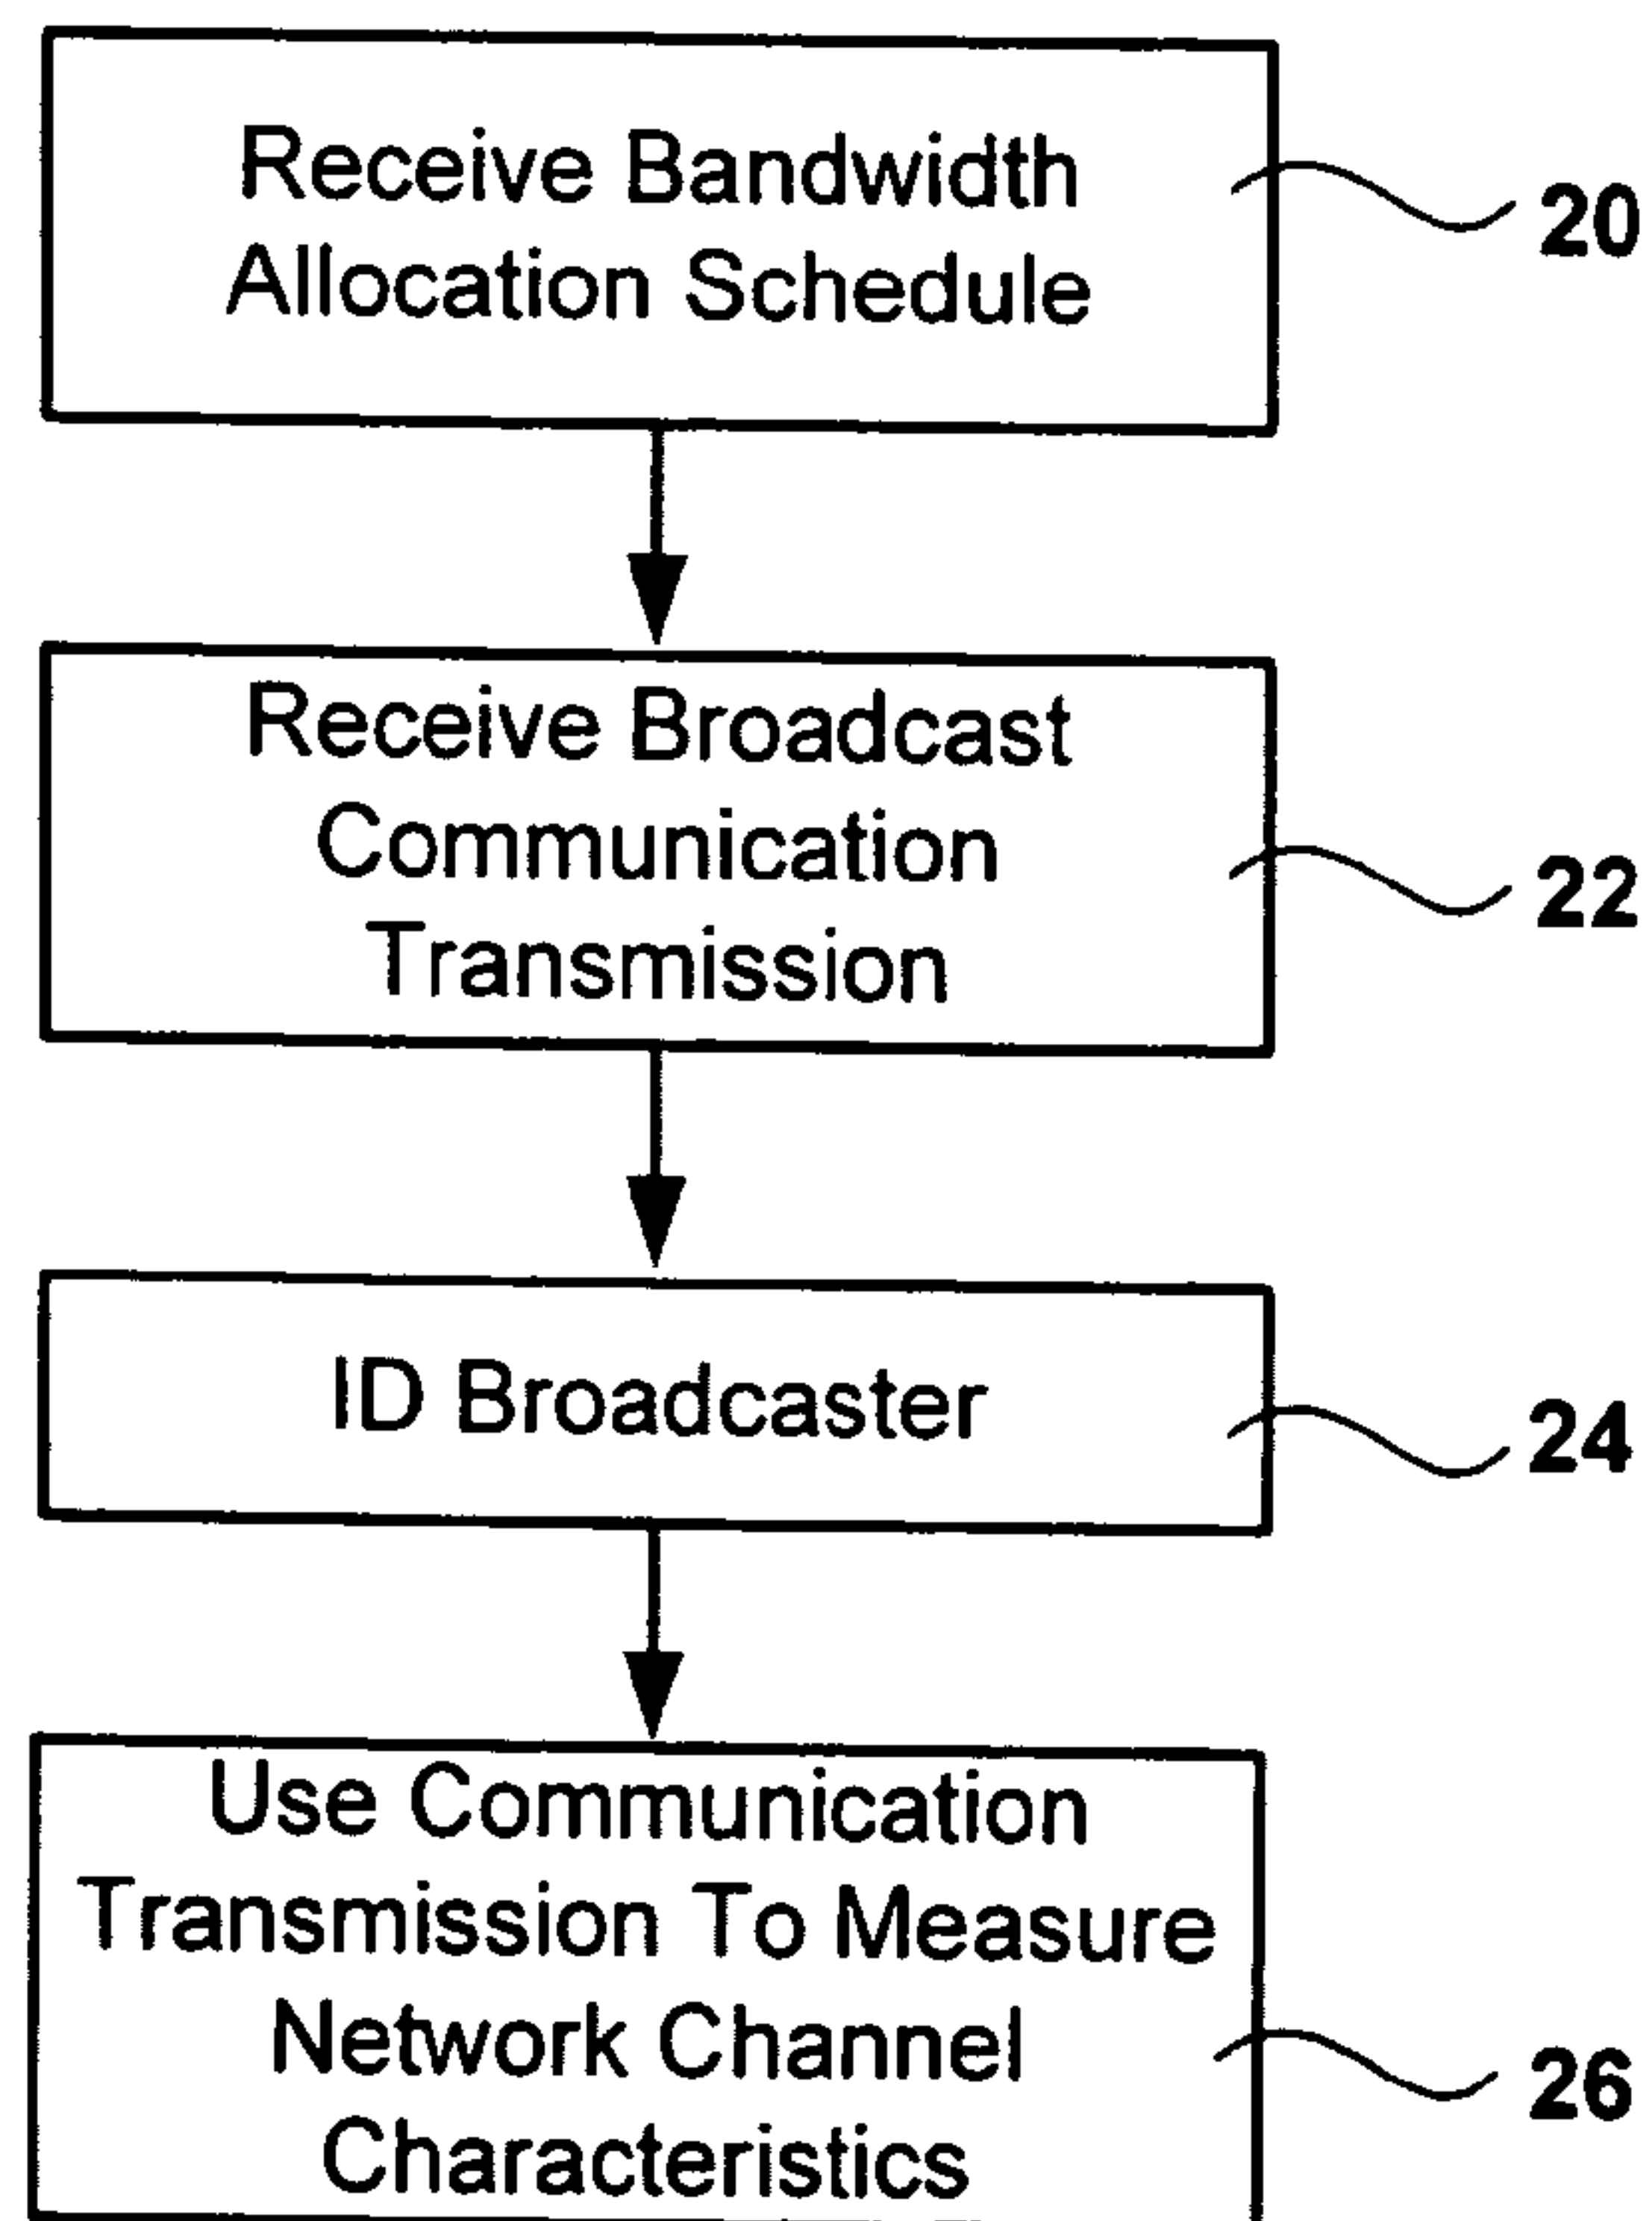 Receive Bandwidth
Allocation Schedule
20
Receive Broadcast
Communication
Transmission
22
ID Broadcaster
24
Use Communication
Transmission To Measure
Network Channel
Characteristics
26